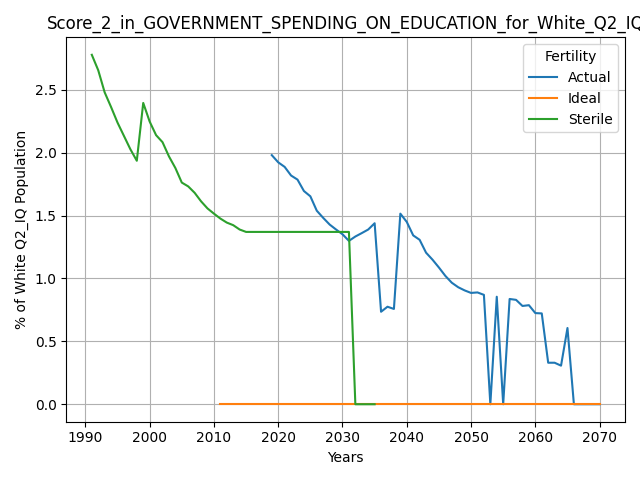 Score_2_in_GOVERNMENT_SPENDING_ON_EDUCATION_for_White_Q2_IQ
Fertility
Actual
Ideal
Sterile
% of White Q2_IQ Population
2.5
2.0
1.5
1.0
0.5
0.0
1990 2000 2010 2020 2030 2040 2050 2060 2070
Years